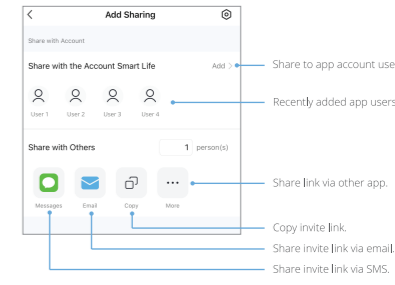 Add Sharing
Share with Account
Share with the Account Smart Life Add >
Share to app account use
User 1 User 2 User 3 User 4
Recently added app users
Share with Others 1 person(s)
Share link via other app.
Messages Email Copy More
Copy invite link.
Share invite link via email.
Share invite link via SMS.